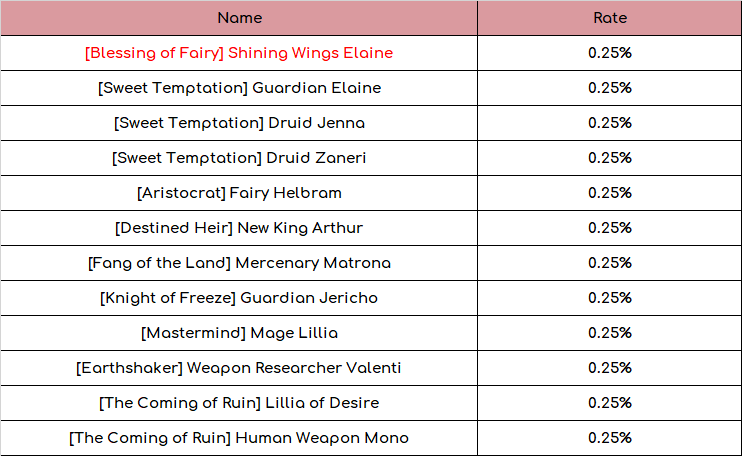 Name Rate
[Blessing of Fairy] Shining Wings Elaine 0.25%
[Sweet Temptation] Guardian Elaine 0.25%
[Sweet Temptation] Druid Jenna 0.25%
[Sweet Temptation] Druid Zaneri 0.25%
[Aristocrat] Fairy Helbram 0.25%
[Destined Heir] New King Arthur 0.25%
[Fang of the Land] Mercenary Matrona 0.25%
[Knight of Freeze] Guardian Jericho 0.25%
[Mastermind] Mage Lillia 0.25%
[Earthshaker] Weapon Researcher Valenti 0.25%
[The Coming of Ruin] Lillia of Desire 0.25%
[The Coming of Ruin] Human Weapon Mono 0.25%